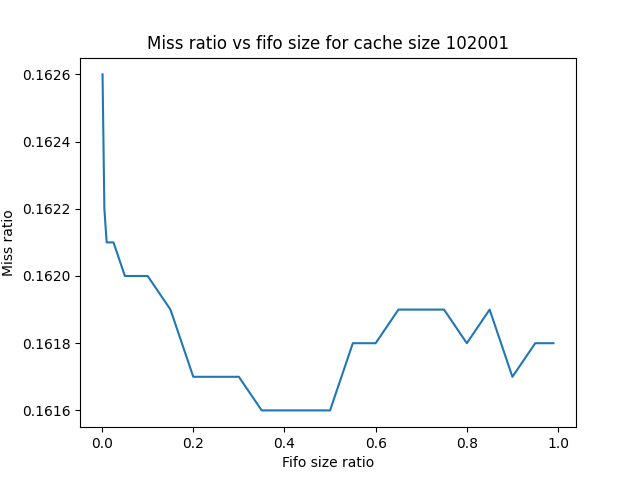 Miss ratio vs fifo size for cache size 102001
0.1626
0.1624
0.1622
0.1620
0.1618
0.1616
Miss ratio
0.0 0.2 0.4 0.6 0.8 1.0
Fifo size ratio